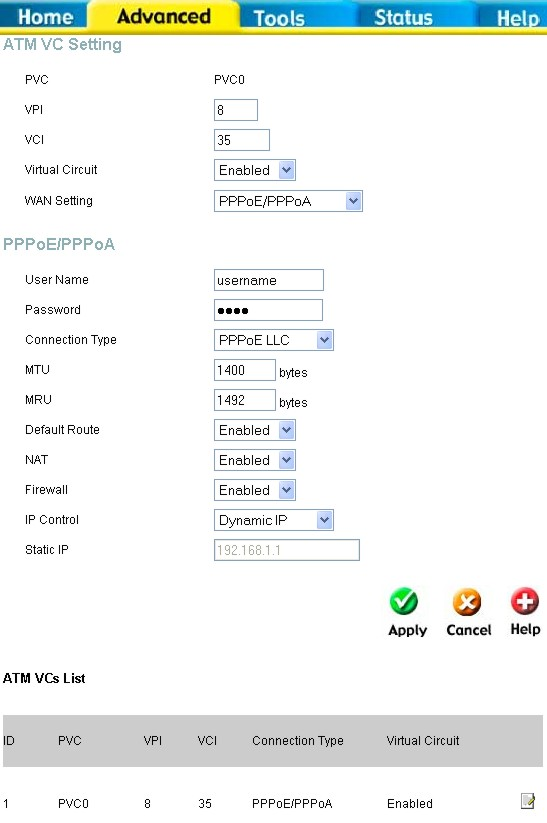 Home Advanced Tools Status Help
ATM VC Setting
PVC PVC0
VPI 8
VCI 35
Virtual Circuit Enabled
WAN Setting PPPoE/PPPoA
PPPoE/PPPoA
User Name username
Password ●●●●
Connection Type PPPoE LLC
MTU 1400 bytes
MRU 1492 bytes
Default Route Enabled
NAT Enabled
Firewall Enabled
IP Control Dynamic IP
Static IP 192.168.1.1
Apply Cancel Help
ATM VCs List
ID PVC VPI VCI Connection Type Virtual Circuit
1 PVC0 8 35 PPPoE/PPPoA Enabled